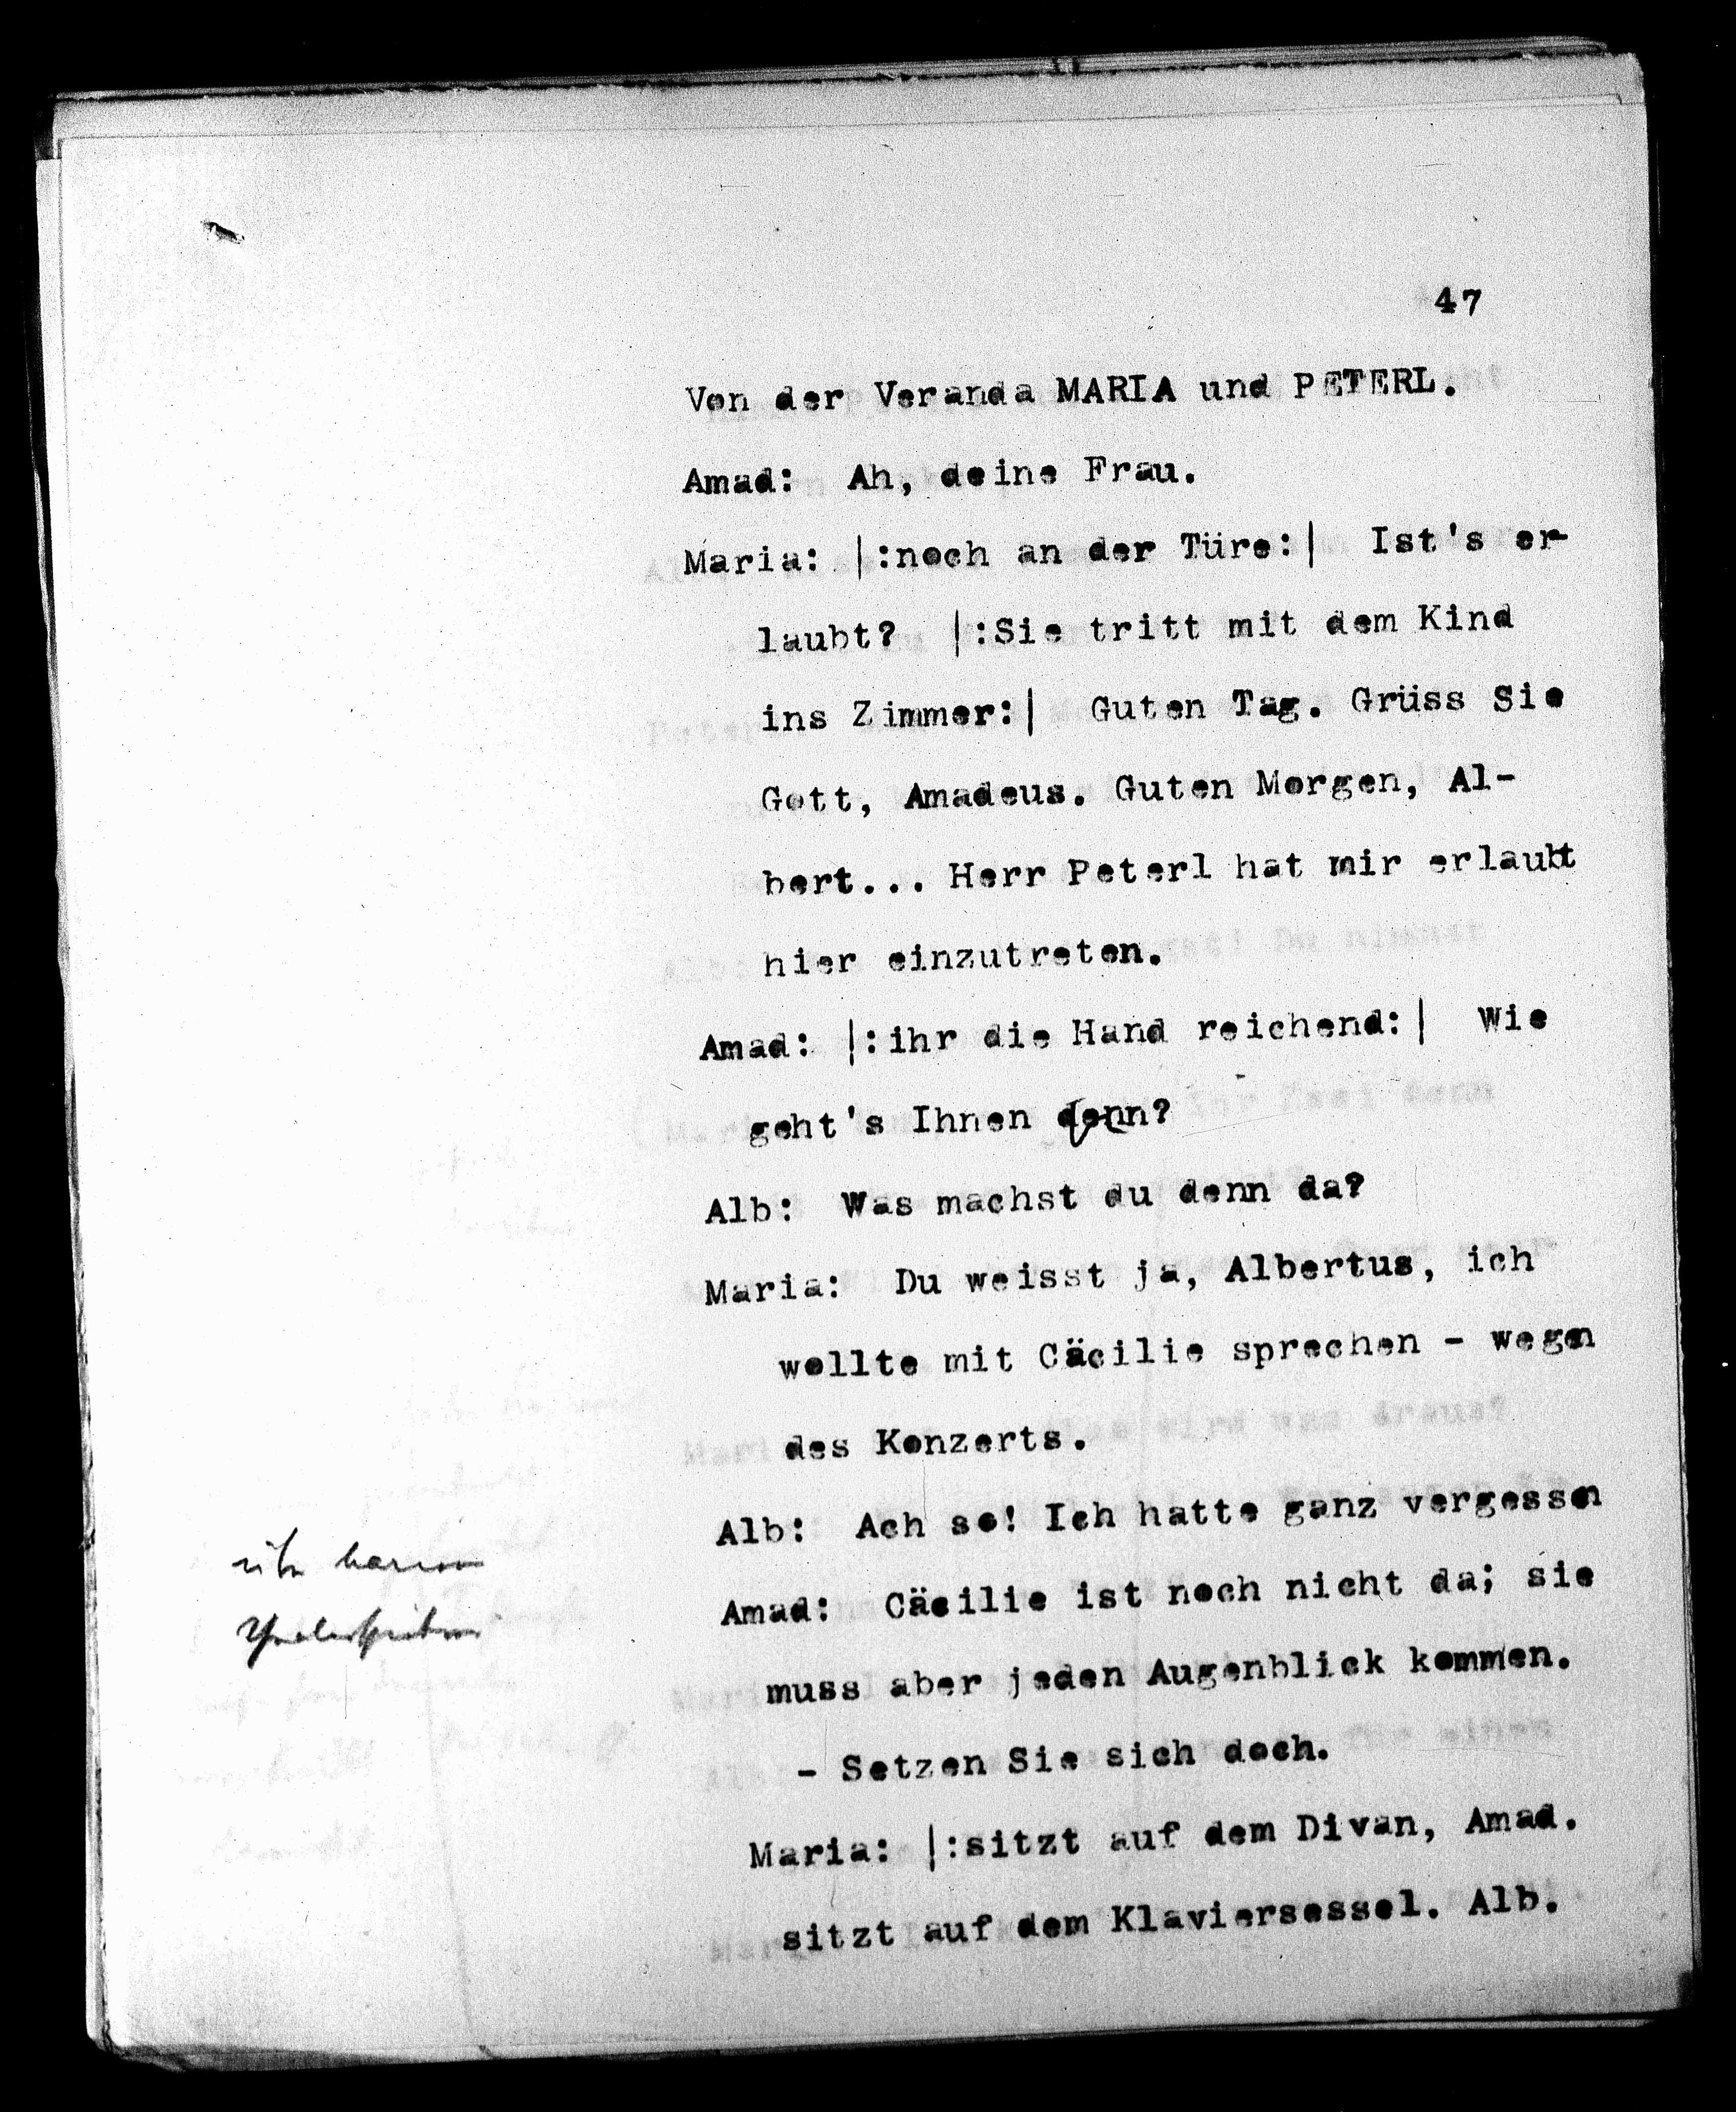 47
Von der Veranda MARIA und PETERL.
Amad: Ah, deine Frau.
Maria: |:noch an der Türe:| Ist's er-
laubt? |:Sie tritt mit dem Kind
ins Zimmer:| Guten Tag. Grüss Sie
Gott, Amadeus. Guten Morgen, Al-
bert... Herr Peterl hat mir erlaubt
hier einzutreten.
Amad: |:ihr die Hand reichend:| Wie
geht's Ihnen denn?
Alb: Was machst du denn da?
Maria: Du weisst ja, Albertus, ich
wollte mit Cäcilie sprechen - wegen
des Konzerts.
Alb: Ach so! Ich hatte ganz vergessen
Amad: Cäcilie ist noch nicht da; sie
muss aber jeden Augenblick kommen.
- Setzen Sie sich doch.
Maria: |:sitzt auf dem Divan, Amad.
sitzt auf dem Klaviersessel. Alb.